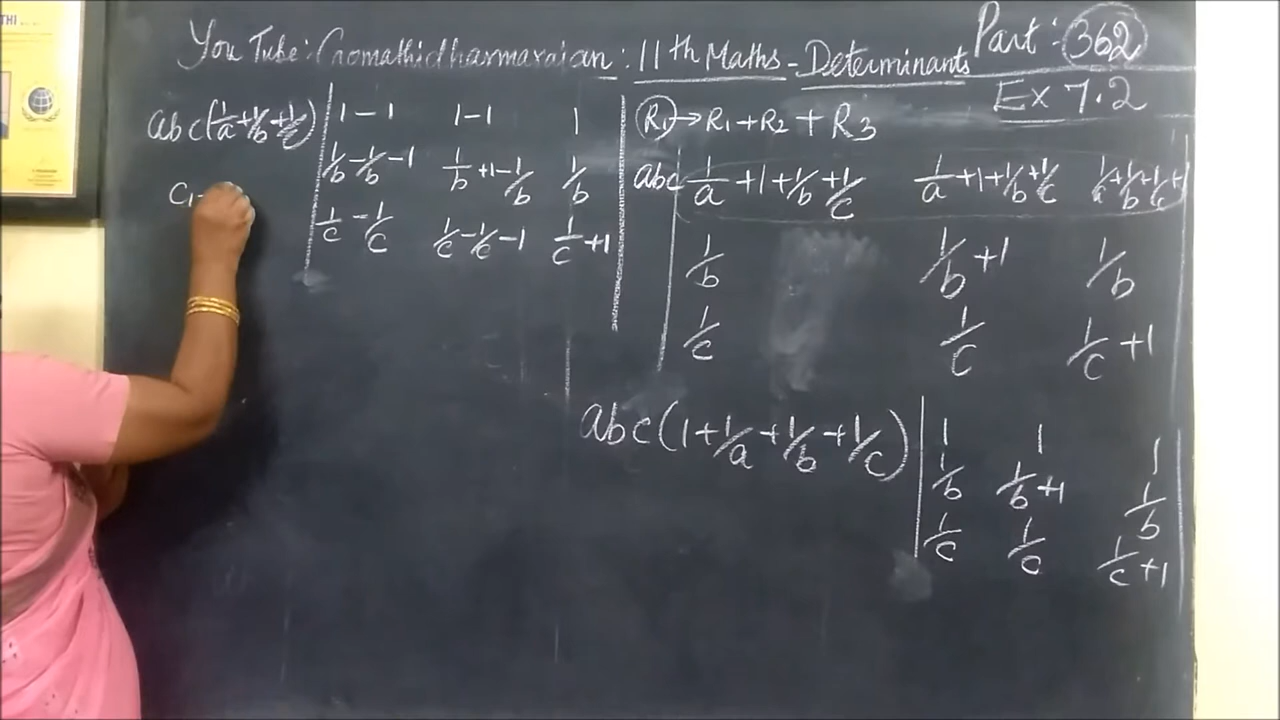 THI
You Tube: Gomathidharmarajan : 11th Maths - Determinants Part : 362
Ex 7.2
abc(1/a+1/b+1/c) | 1-1 1-1 1 |
1/b-1/b-1 1/b+1-1/b 1/b
1/c-1/c 1/c-1/c-1 1/c+1
C1-
R1→R1+R2+R3
abc | 1/a+1+1/b+1/c 1/a+1+1/b+1/c 1/a+1/b+1/c+1 |
1/b 1/b+1 1/b
1/c 1/c 1/c+1
abc(1+1/a+1/b+1/c) | 1 1 1 |
1/b 1/b+1 1/b
1/c 1/c 1/c+1